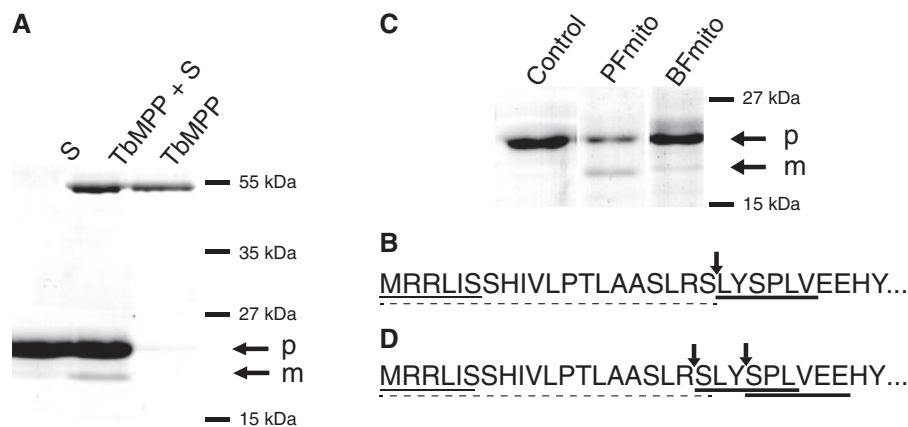 A
S
TbMPP + S
TbMPP
55 kDa
35 kDa
27 kDa
p
m
15 kDa
C
Control
PFmito
BFmito
27 kDa
p
m
15 kDa
B
MRRLISSHIVLPTLAASLRSLYSPLVEEHY...
D
MRRLISSHIVLPTLAASLRSLYSPLVEEHY...